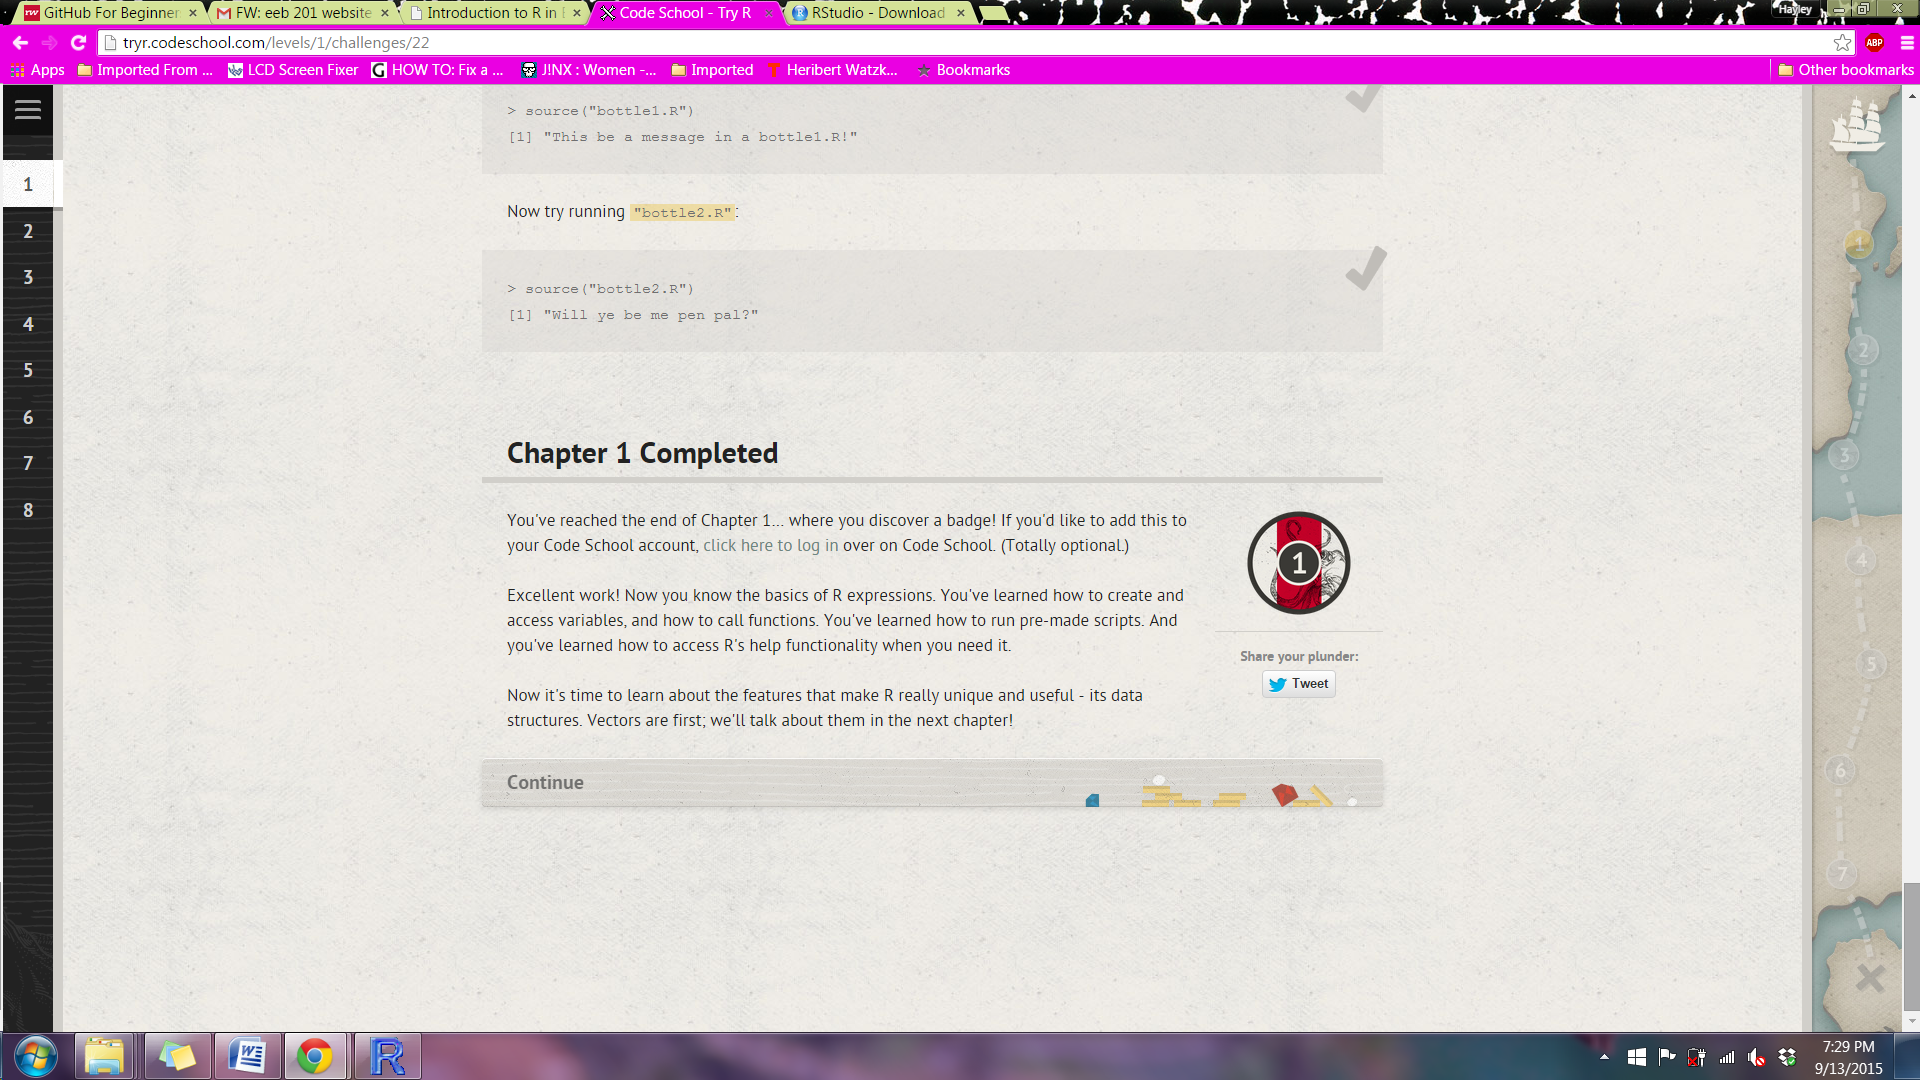 GitHub For Beginner
FW: eeb 201 website
Introduction to R in
Code School - Try R
RStudio - Download
Hayley
tryr.codeschool.com/levels/1/challenges/22
ABP
Apps
Imported From ...
LCD Screen Fixer
HOW TO: Fix a ...
J!NX : Women -...
Imported
Heribert Watzk...
Bookmarks
Other bookmarks
1
2
3
4
5
6
7
8
> source("bottle1.R")
[1] "This be a message in a bottle1.R!"
Now try running "bottle2.R":
> source("bottle2.R")
[1] "Will ye be me pen pal?"
Chapter 1 Completed
You've reached the end of Chapter 1... where you discover a badge! If you'd like to add this to
your Code School account, click here to log in over on Code School. (Totally optional.)
Excellent work! Now you know the basics of R expressions. You've learned how to create and
access variables, and how to call functions. You've learned how to run pre-made scripts. And
you've learned how to access R's help functionality when you need it.
Now it's time to learn about the features that make R really unique and useful - its data
structures. Vectors are first; we'll talk about them in the next chapter!
1
Share your plunder:
Tweet
Continue
1
2
3
4
5
6
7
7:29 PM
9/13/2015